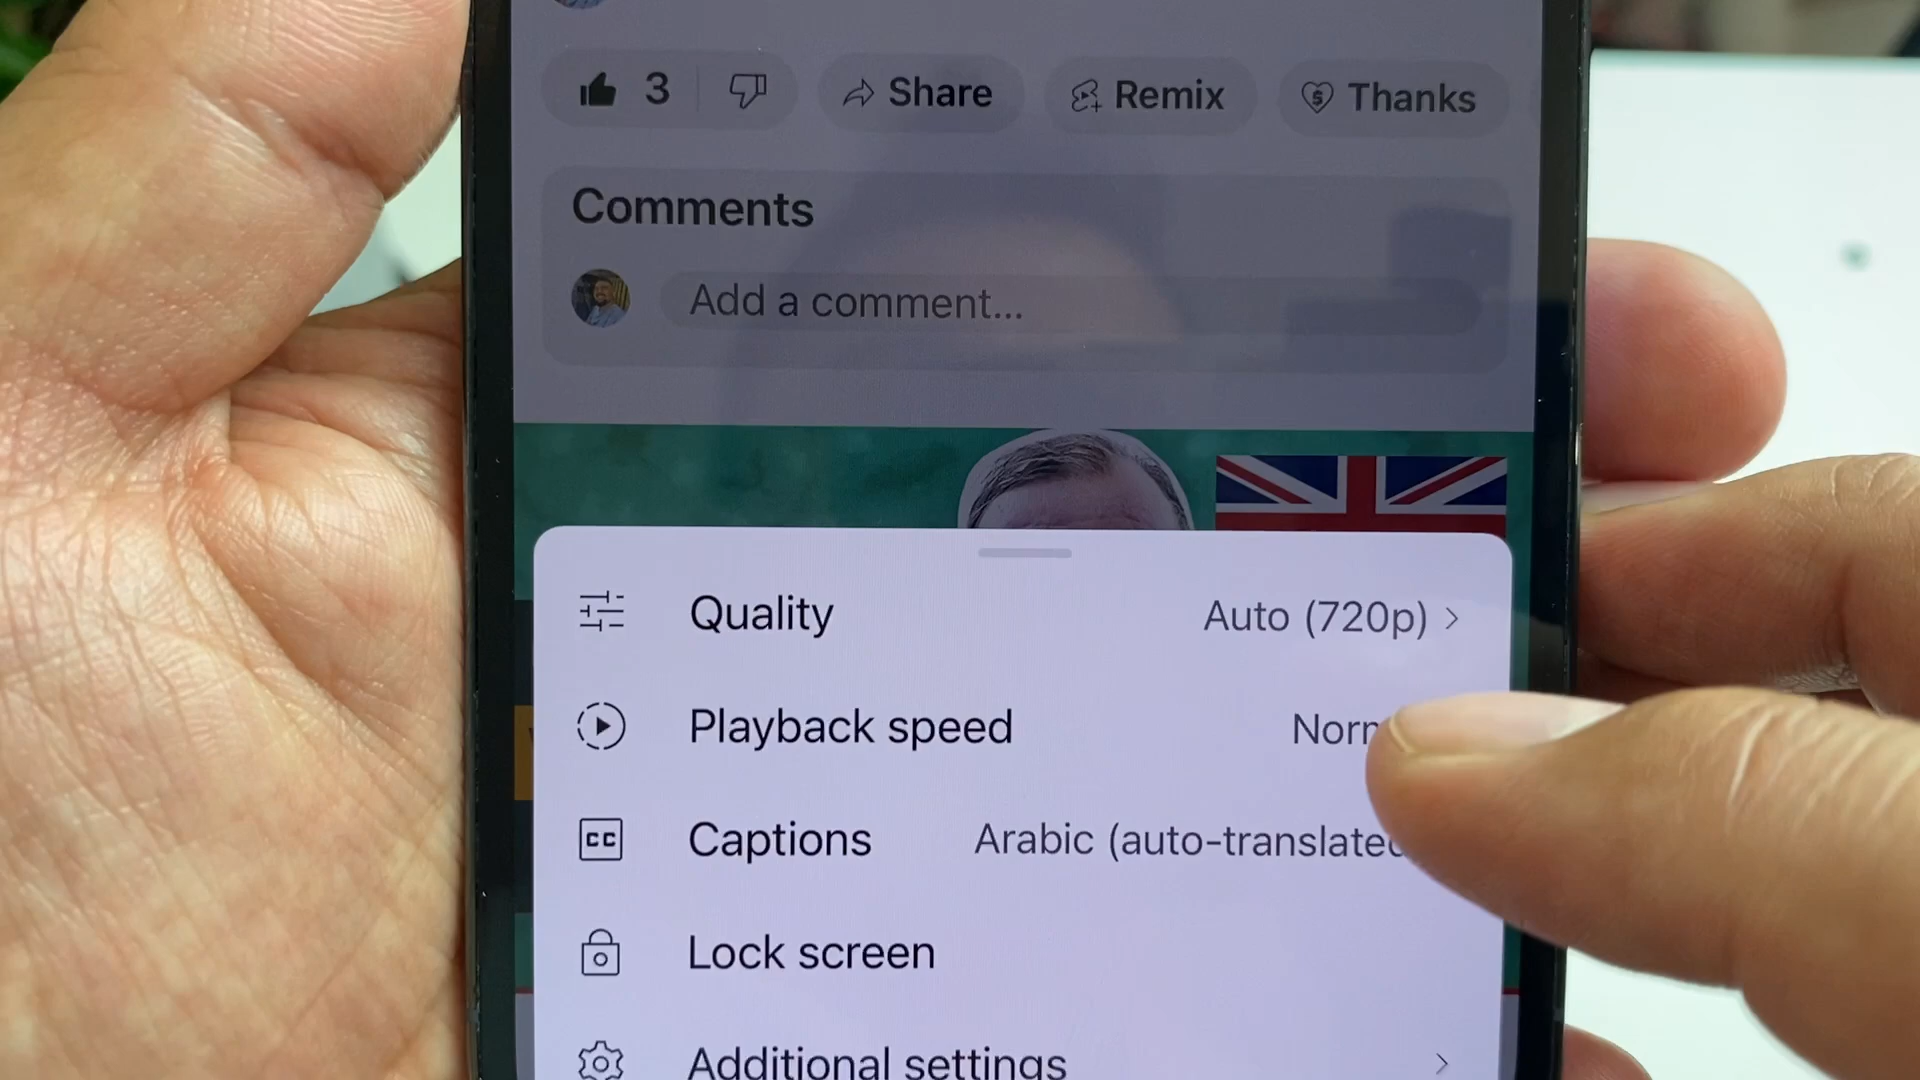 3 Share Remix Thanks
Comments
Add a comment...
Quality Auto (720p)
Playback speed
Captions Arabic (auto-translated
Lock screen
Additional settings